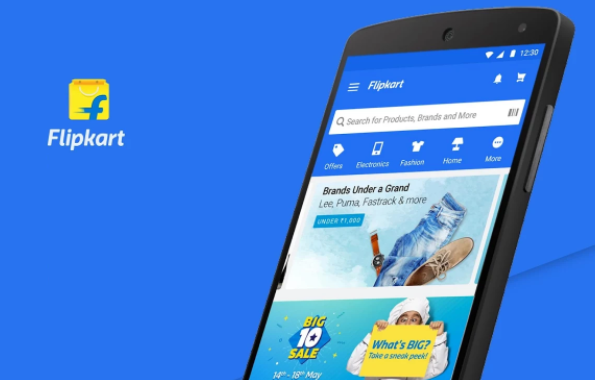 Flipkart
12:30
Flipkart
Search for Products, Brands and More
Offers
Electronics
Fashion
Home
More
Brands Under a Grand
Lee, Puma, Fastrack & more
UNDER ₹1,000
BIG
10
SALE
14th - 18th May
What's BIG?
Take a sneak peek!